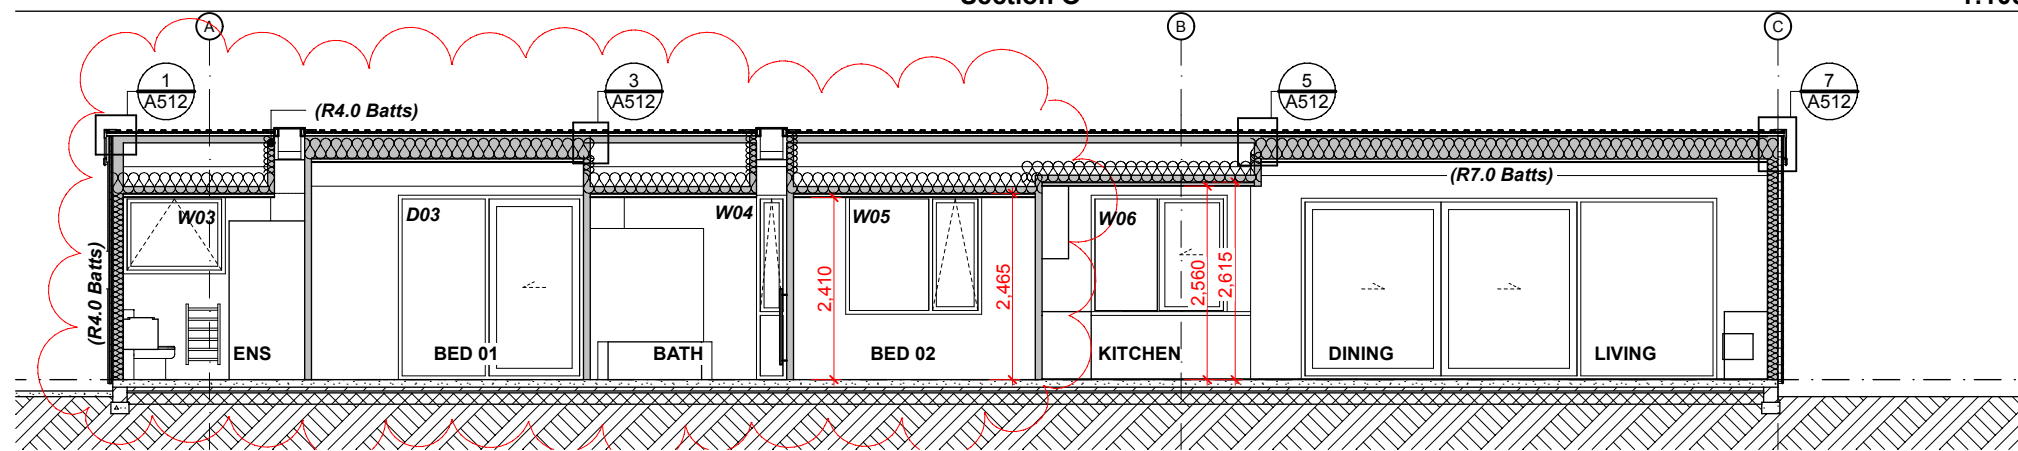 A
B
C
1
A512
3
A512
5
A512
7
A512
(R4.0 Batts)
(R7.0 Batts)
W03
D03
W04
W05
W06
(R4.0 Batts)
2,410
2,465
2,560
2,615
ENS
BED 01
BATH
BED 02
KITCHEN
DINING
LIVING